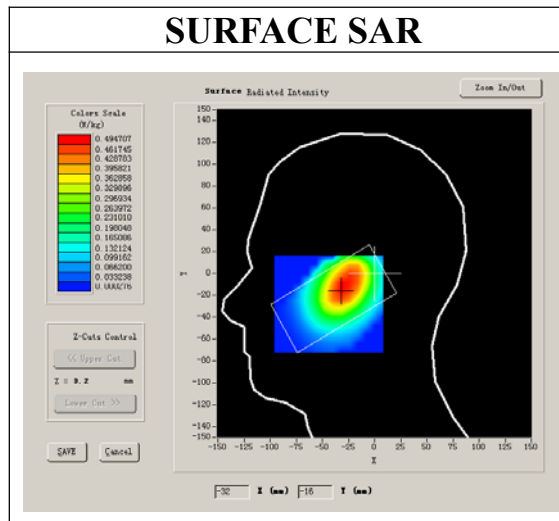 SURFACE SAR
Surface Radiated Intensity
Zoom In/Out
Colors Scale
(W/kg)
0.494707
0.461745
0.428783
0.395821
0.362858
0.329896
0.296934
0.263972
0.231010
0.198048
0.165086
0.132124
0.099162
0.066200
0.033238
0.000276
150
140
120
100
80
60
40
20
0
-20
-40
-60
-80
-100
-120
-140
-150
Y
-150 -125 -100 -75 -50 -25 0 25 50 75 100 125 150
X
Z-Cuts Control
<< Upper Cut
Z = 9.2 mm
Lower Cut >>
SAVE Cancel
-32 X (mm) -16 Y (mm)